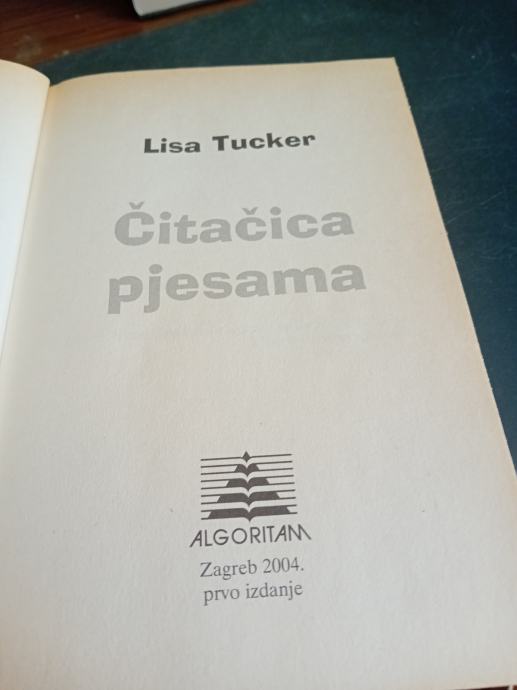 Lisa Tucker
Čitačica
pjesama
ALGORITAM
Zagreb 2004.
prvo izdanje